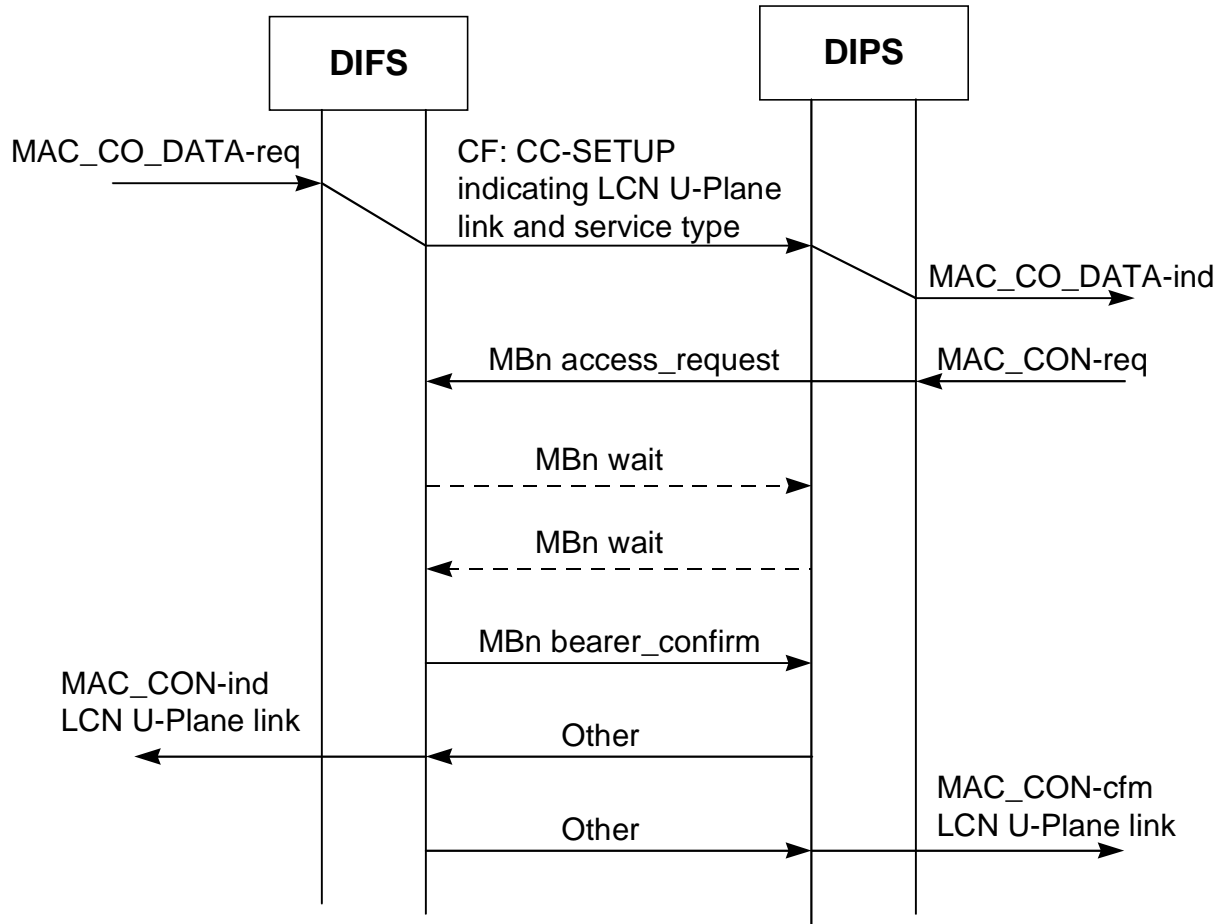 DIFS
DIPS
MAC_CO_DATA-req
CF: CC-SETUP
indicating LCN U-Plane
link and service type
MAC_CO_DATA-ind
MBn access_request
MAC_CON-req
MBn wait
MBn wait
MBn bearer_confirm
MAC_CON-ind
LCN U-Plane link
Other
MAC_CON-cfm
LCN U-Plane link
Other